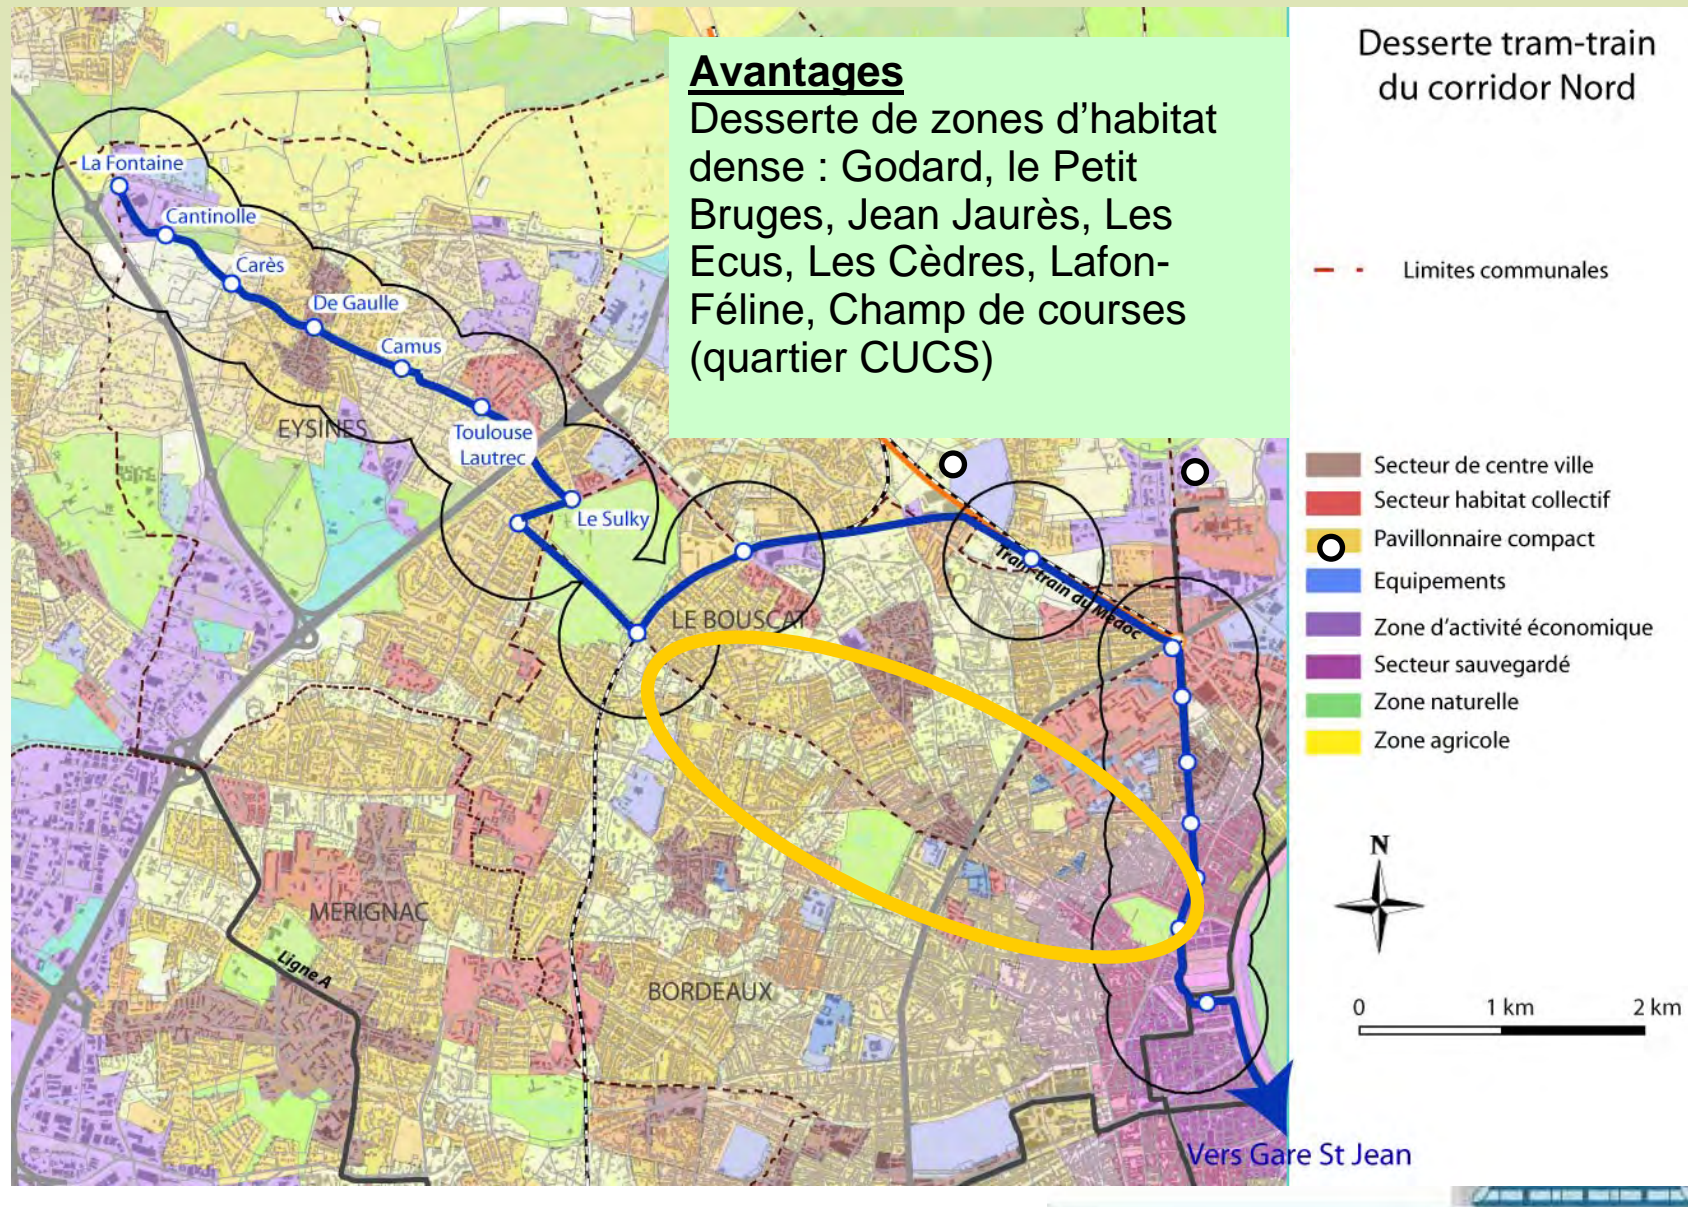 Avantages
Desserte de zones d'habitat
dense : Godard, le Petit
Bruges, Jean Jaurès, Les
Ecus, Les Cèdres, Lafon-
Féline, Champ de courses
(quartier CUCS)
Desserte tram-train
du corridor Nord
Limites communales
Secteur de centre ville
Secteur habitat collectif
Pavillonnaire compact
Equipements
Zone d'activité économique
Secteur sauvegardé
Zone naturelle
Zone agricole
N
0 1 km 2 km
La Fontaine
Cantinolle
Carès
De Gaulle
Camus
EYSINES
Toulouse
Lautrec
Le Sulky
Tram-train du Médoc
LE BOUSCAT
MERIGNAC
Ligne A
BORDEAUX
Vers Gare St Jean